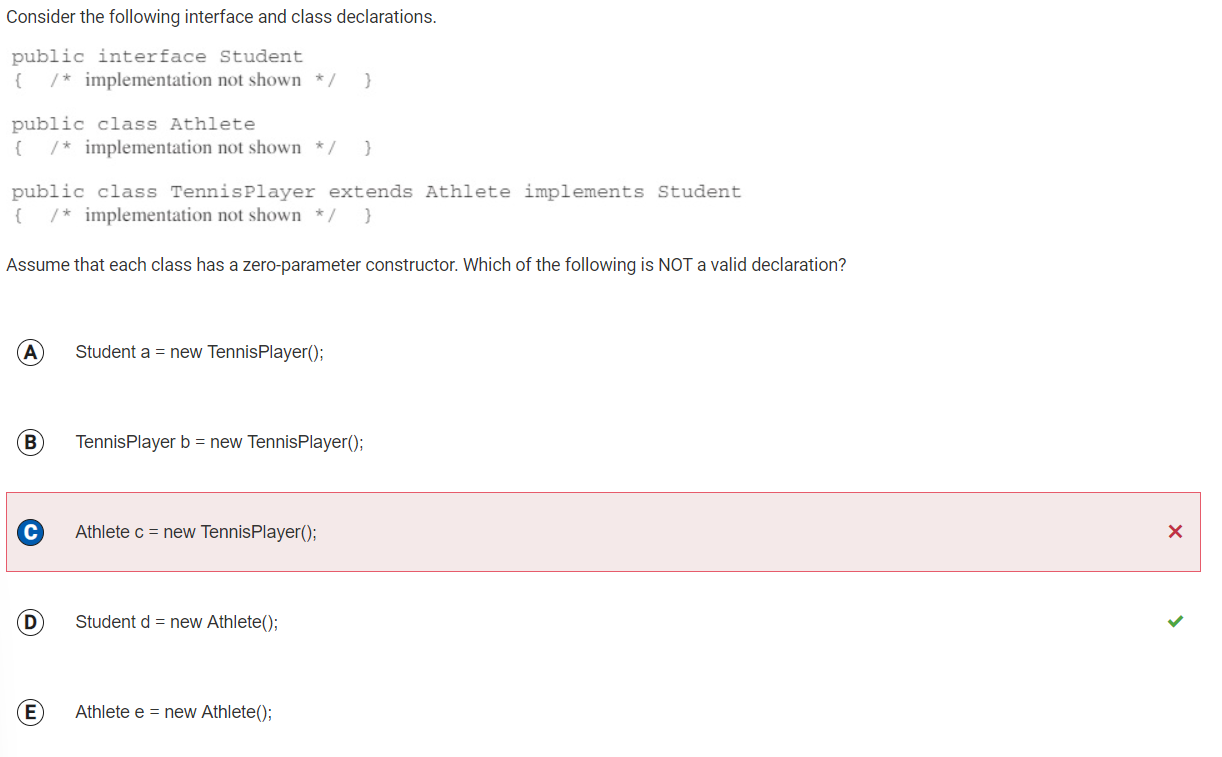 Consider the following interface and class declarations.
public interface Student
{ /* implementation not shown */ }
public class Athlete
{ /* implementation not shown */ }
public class TennisPlayer extends Athlete implements Student
{ /* implementation not shown */ }
Assume that each class has a zero-parameter constructor. Which of the following is NOT a valid declaration?
A Student a = new TennisPlayer();
B TennisPlayer b = new TennisPlayer();
C Athlete c = new TennisPlayer();
D Student d = new Athlete();
E Athlete e = new Athlete();